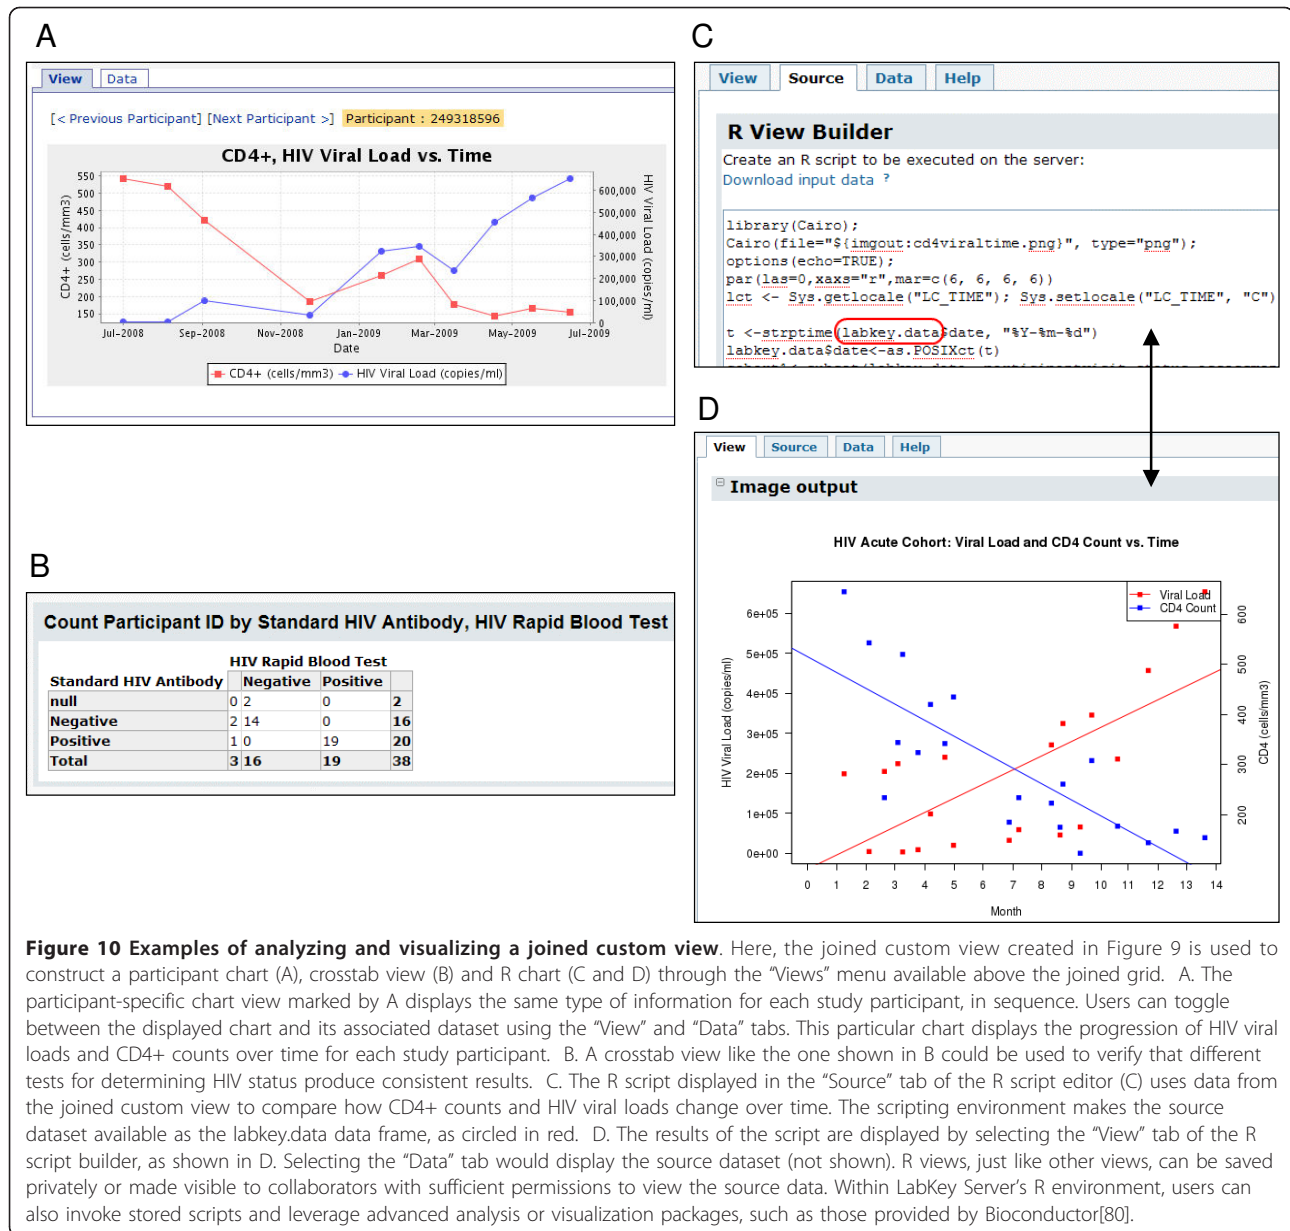 A
View Data
[< Previous Participant] [Next Participant >] Participant : 249318596
CD4+, HIV Viral Load vs. Time
550
500
450
400
350
300
250
200
150
CD4+ (cells/mm3)
600,000
500,000
400,000
300,000
200,000
100,000
0
HIV Viral Load (copies/ml)
Jul-2008 Sep-2008 Nov-2008 Jan-2009 Mar-2009 May-2009 Jul-2009
Date
CD4+ (cells/mm3) HIV Viral Load (copies/ml)
B
Count Participant ID by Standard HIV Antibody, HIV Rapid Blood Test
HIV Rapid Blood Test
Standard HIV Antibody Negative Positive
null 0 2 0 2
Negative 2 14 0 16
Positive 1 0 19 20
Total 3 16 19 38
C
View Source Data Help
R View Builder
Create an R script to be executed on the server:
Download input data ?
library(Cairo);
Cairo(file="${imgout:cd4viraltime.png}", type="png");
options(echo=TRUE);
par(las=0,xaxs="r",mar=c(6, 6, 6, 6))
lct <- Sys.getlocale("LC_TIME"); Sys.setlocale("LC_TIME", "C")
t <-strptime(labkey.data$date, "%Y-%m-%d")
labkey.data$date<-as.POSIXct(t)
D
View Source Data Help
Image output
HIV Acute Cohort: Viral Load and CD4 Count vs. Time
Viral Load
CD4 Count
6e+05
5e+05
4e+05
3e+05
2e+05
1e+05
0e+00
HIV Viral Load (copies/ml)
600
500
400
300
200
CD4 (cells/mm3)
0 1 2 3 4 5 6 7 8 9 10 11 12 13 14
Month
Figure 10 Examples of analyzing and visualizing a joined custom view. Here, the joined custom view created in Figure 9 is used to
construct a participant chart (A), crosstab view (B) and R chart (C and D) through the “Views” menu available above the joined grid. A. The
participant-specific chart view marked by A displays the same type of information for each study participant, in sequence. Users can toggle
between the displayed chart and its associated dataset using the “View” and “Data” tabs. This particular chart displays the progression of HIV viral
loads and CD4+ counts over time for each study participant. B. A crosstab view like the one shown in B could be used to verify that different
tests for determining HIV status produce consistent results. C. The R script displayed in the “Source” tab of the R script editor (C) uses data from
the joined custom view to compare how CD4+ counts and HIV viral loads change over time. The scripting environment makes the source
dataset available as the labkey.data data frame, as circled in red. D. The results of the script are displayed by selecting the “View” tab of the R
script builder, as shown in D. Selecting the “Data” tab would display the source dataset (not shown). R views, just like other views, can be saved
privately or made visible to collaborators with sufficient permissions to view the source data. Within LabKey Server’s R environment, users can
also invoke stored scripts and leverage advanced analysis or visualization packages, such as those provided by Bioconductor[80].